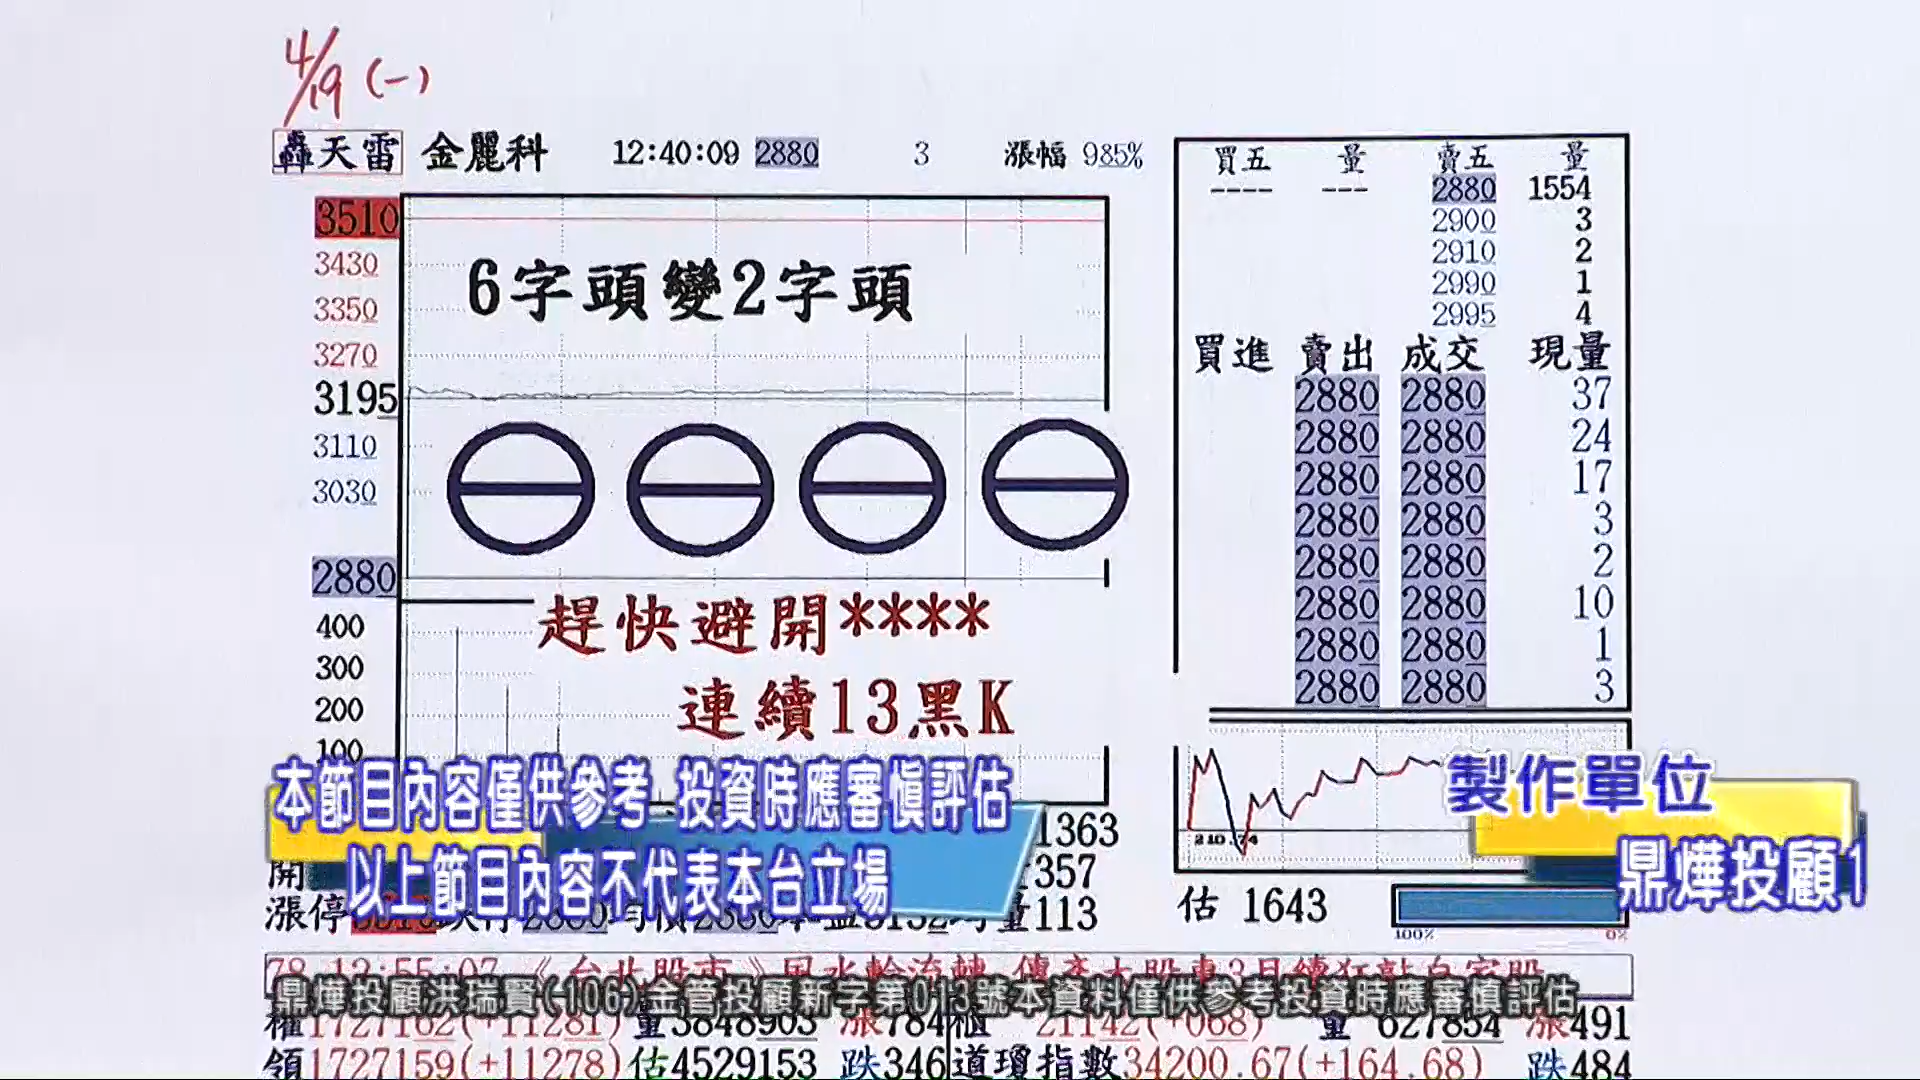 4/19(一)
轟天雷 金麗科 12:40:09 2880 3 漲幅 985%
買五 量 賣五 量
---- --- 2880 1554
2900 3
2910 2
2990 1
2995 4
買進 賣出 成交 現量
2880 2880 37
2880 2880 24
2880 2880 17
2880 2880 3
2880 2880 2
2880 2880 10
2880 2880 1
2880 2880 3
3510
3430
3350
3270
3195
3110
3030
2880
400
300
200
100
6字頭變2字頭
趕快避開****
連續13黑K
本節目內容僅供參考 投資時應審慎評估
以上節目內容不代表本台立場
製作單位
鼎燁投顧
210.74
1363
開 357
漲停 量113
估 1643
100% 0%
鼎燁投顧洪瑞賢(106)金管投顧新字第013號本資料僅供參考投資時應審慎評估
權1727162(+11281) 量3848903 漲784 櫃 21142(+068) 量 627854 漲491
領1727159(+11278) 估4529153 跌346 道瓊指數34200.67(+164.68) 跌484